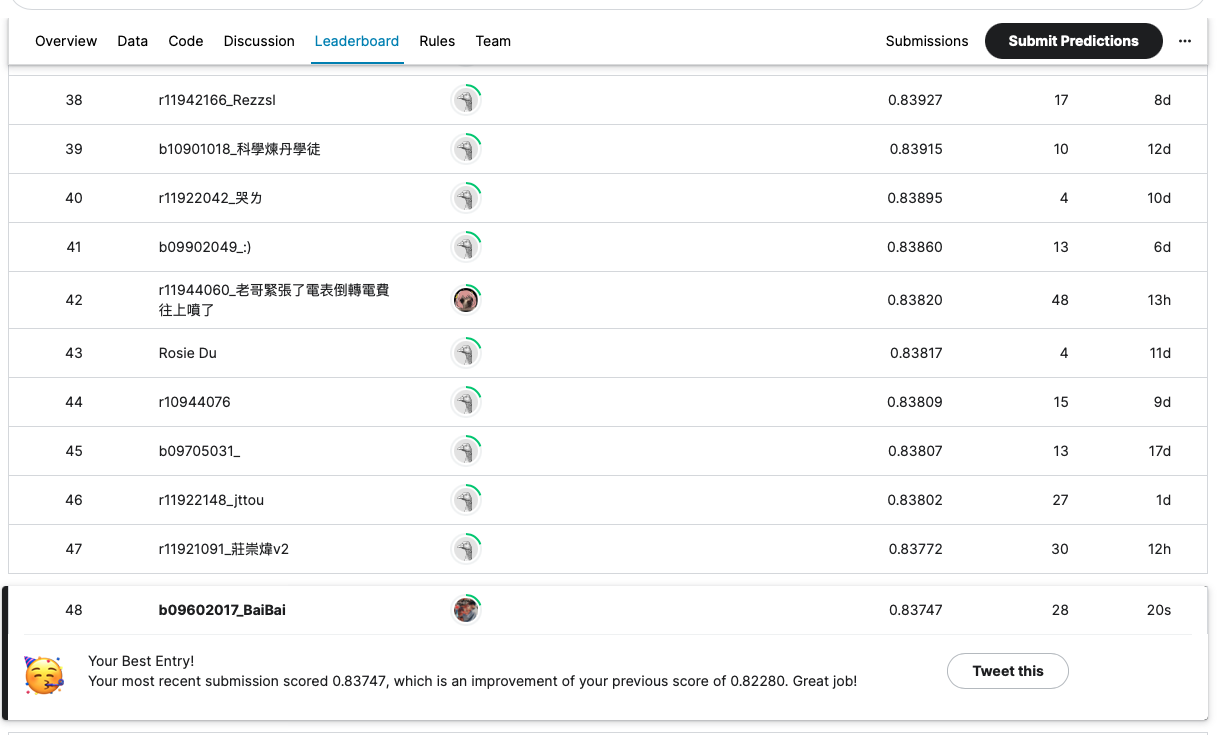 Overview Data Code Discussion Leaderboard Rules Team Submissions Submit Predictions ...
38 r11942166_Rezzsl 0.83927 17 8d
39 b10901018_科學煉丹學徒 0.83915 10 12d
40 r11922042_哭ㄌ 0.83895 4 10d
41 b09902049_:) 0.83860 13 6d
42 r11944060_老哥緊張了電表倒轉電費
往上噴了 0.83820 48 13h
43 Rosie Du 0.83817 4 11d
44 r10944076 0.83809 15 9d
45 b09705031_ 0.83807 13 17d
46 r11922148_jttou 0.83802 27 1d
47 r11921091_莊崇煒v2 0.83772 30 12h
48 b09602017_BaiBai 0.83747 28 20s
Your Best Entry!
Your most recent submission scored 0.83747, which is an improvement of your previous score of 0.82280. Great job!
Tweet this